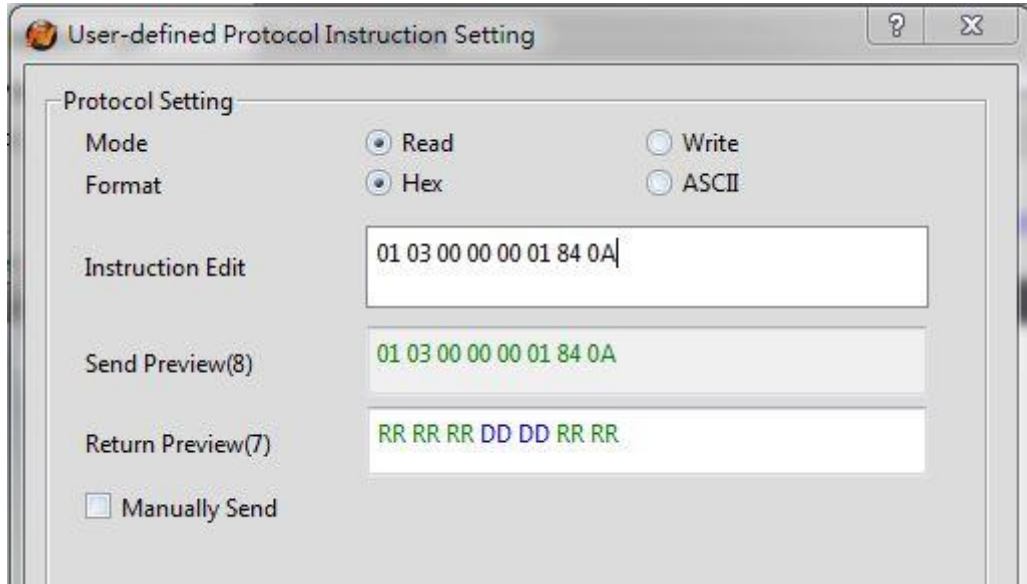 User-defined Protocol Instruction Setting
Protocol Setting
Mode Read Write
Format Hex ASCII
Instruction Edit 01 03 00 00 00 01 84 0A
Send Preview(8) 01 03 00 00 00 01 84 0A
Return Preview(7) RR RR RR DD DD RR RR
Manually Send